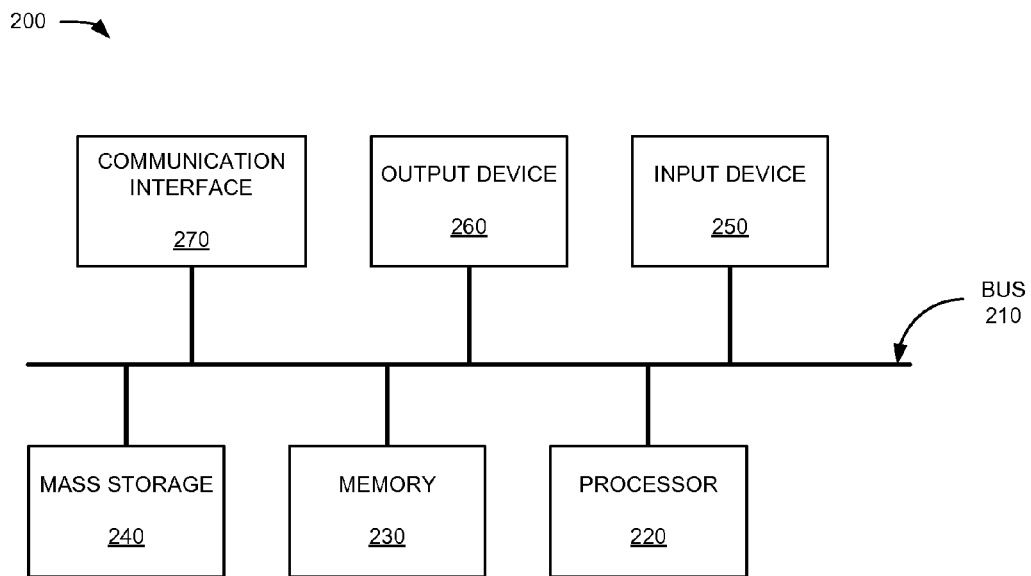 200
COMMUNICATION
INTERFACE
270
OUTPUT DEVICE
260
INPUT DEVICE
250
BUS
210
MASS STORAGE
240
MEMORY
230
PROCESSOR
220